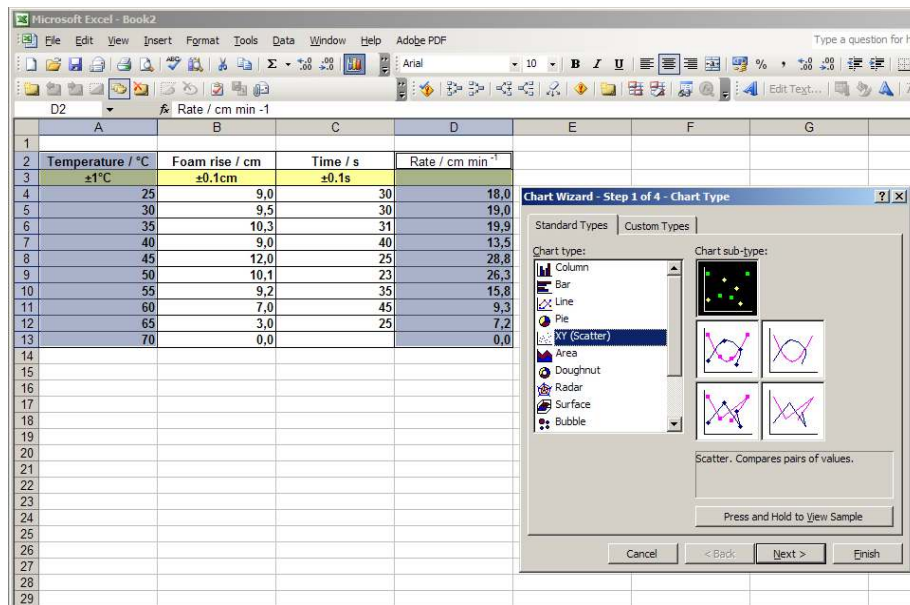 Microsoft Excel - Book2
File Edit View Insert Format Tools Data Window Help Adobe PDF Type a question for h
Arial 10 B I U
Edit Text...
D2 fx Rate / cm min -1
A B C D E F G
1
2 Temperature / °C Foam rise / cm Time / s Rate / cm min -1
3 ±1°C ±0.1cm ±0.1s
4 25 9,0 30 18,0
5 30 9,5 30 19,0
6 35 10,3 31 19,9
7 40 9,0 40 13,5
8 45 12,0 25 28,8
9 50 10,1 23 26,3
10 55 9,2 35 15,8
11 60 7,0 45 9,3
12 65 3,0 25 7,2
13 70 0,0 0,0
14
15
16
17
18
19
20
21
22
23
24
25
26
27
28
29
Chart Wizard - Step 1 of 4 - Chart Type
Standard Types Custom Types
Chart type: Chart sub-type:
Column
Bar
Line
Pie
XY (Scatter)
Area
Doughnut
Radar
Surface
Bubble
Scatter. Compares pairs of values.
Press and Hold to View Sample
Cancel < Back Next > Finish